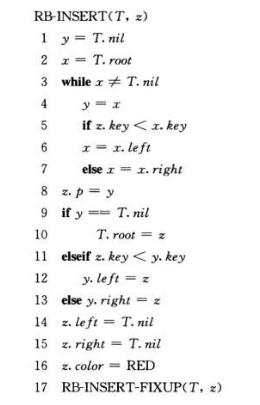 RB-INSERT(T, z)
1 y = T. nil
2 x = T. root
3 while x ≠ T. nil
4 y = x
5 if z. key < x. key
6 x = x. left
7 else x = x. right
8 z. p = y
9 if y == T. nil
10 T. root = z
11 elseif z. key < y. key
12 y. left = z
13 else y. right = z
14 z. left = T. nil
15 z. right = T. nil
16 z. color = RED
17 RB-INSERT-FIXUP(T, z)